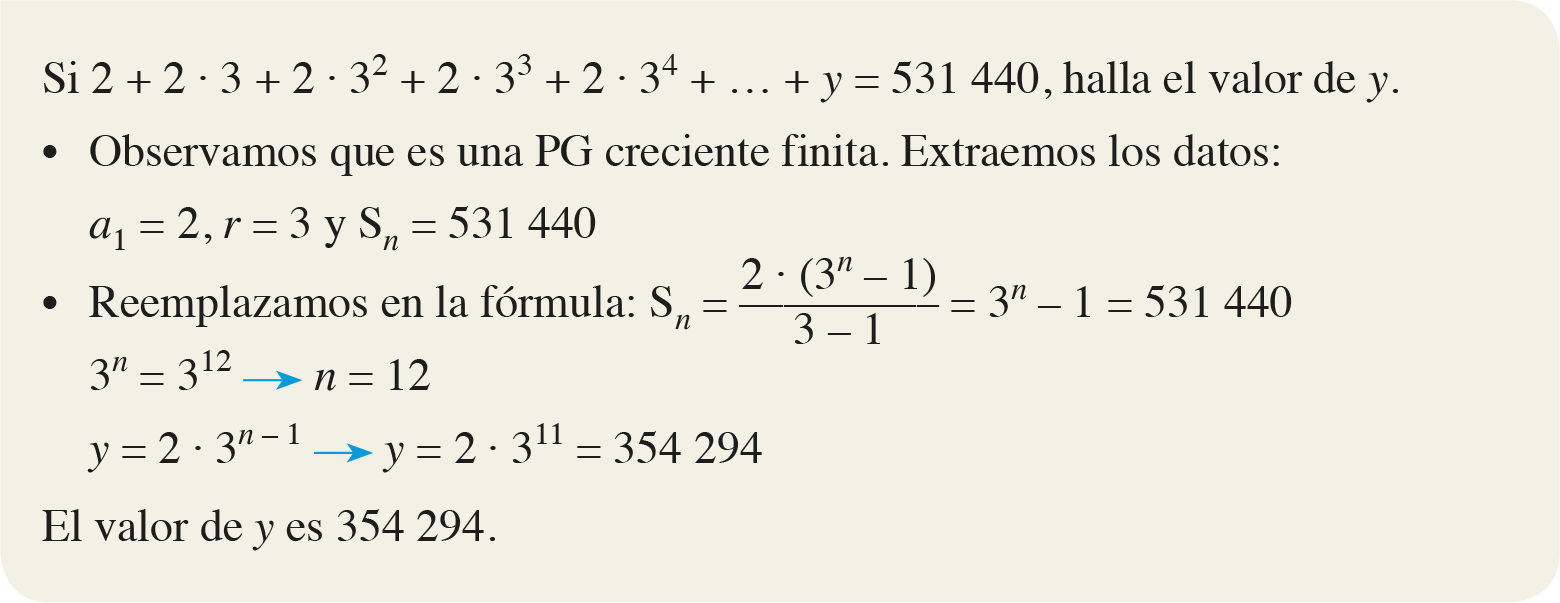 Si 2 + 2 · 3 + 2 · 3² + 2 · 3³ + 2 · 3⁴ + … + y = 531 440, halla el valor de y.
• Observamos que es una PG creciente finita. Extraemos los datos:
a₁ = 2, r = 3 y Sₙ = 531 440
• Reemplazamos en la fórmula: Sₙ = 2 · (3ⁿ – 1) / 3 – 1 = 3ⁿ – 1 = 531 440
3ⁿ = 3¹² → n = 12
y = 2 · 3ⁿ ⁻ ¹ → y = 2 · 3¹¹ = 354 294
El valor de y es 354 294.